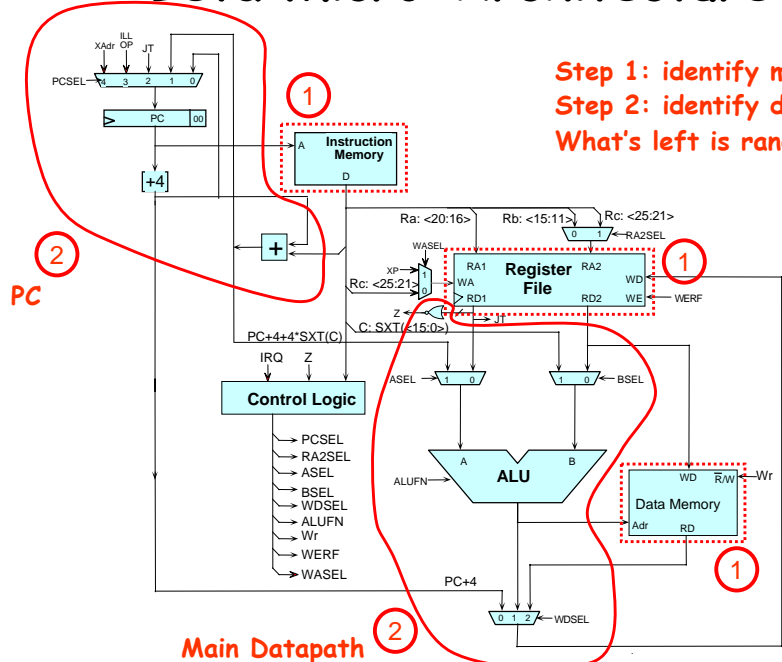 Step 1: identify
Step 2: identify
What's left is
XAdr
ILL
OP
JT
PCSEL
4 3 2 1 0
PC
00
1
A
Instruction
Memory
D
[+4]
+
2
PC
Ra: <20:16>
Rb: <15:11>
Rc: <25:21>
0 1
RA2SEL
WASEL
XP
1
0
Rc: <25:21>
RA1
Register
File
RA2
WA
WD
RD1
RD2
WE
WERF
1
Z
JT
C: SXT(<15:0>)
PC+4+4*SXT(C)
IRQ
Z
Control Logic
ASEL
1 0
1 0
BSEL
PCSEL
RA2SEL
ASEL
BSEL
WDSEL
ALUFN
Wr
WERF
WASEL
A
B
ALU
ALUFN
WD
R/W
Wr
Data Memory
Adr
RD
1
PC+4
0 1 2
WDSEL
Main Datapath
2